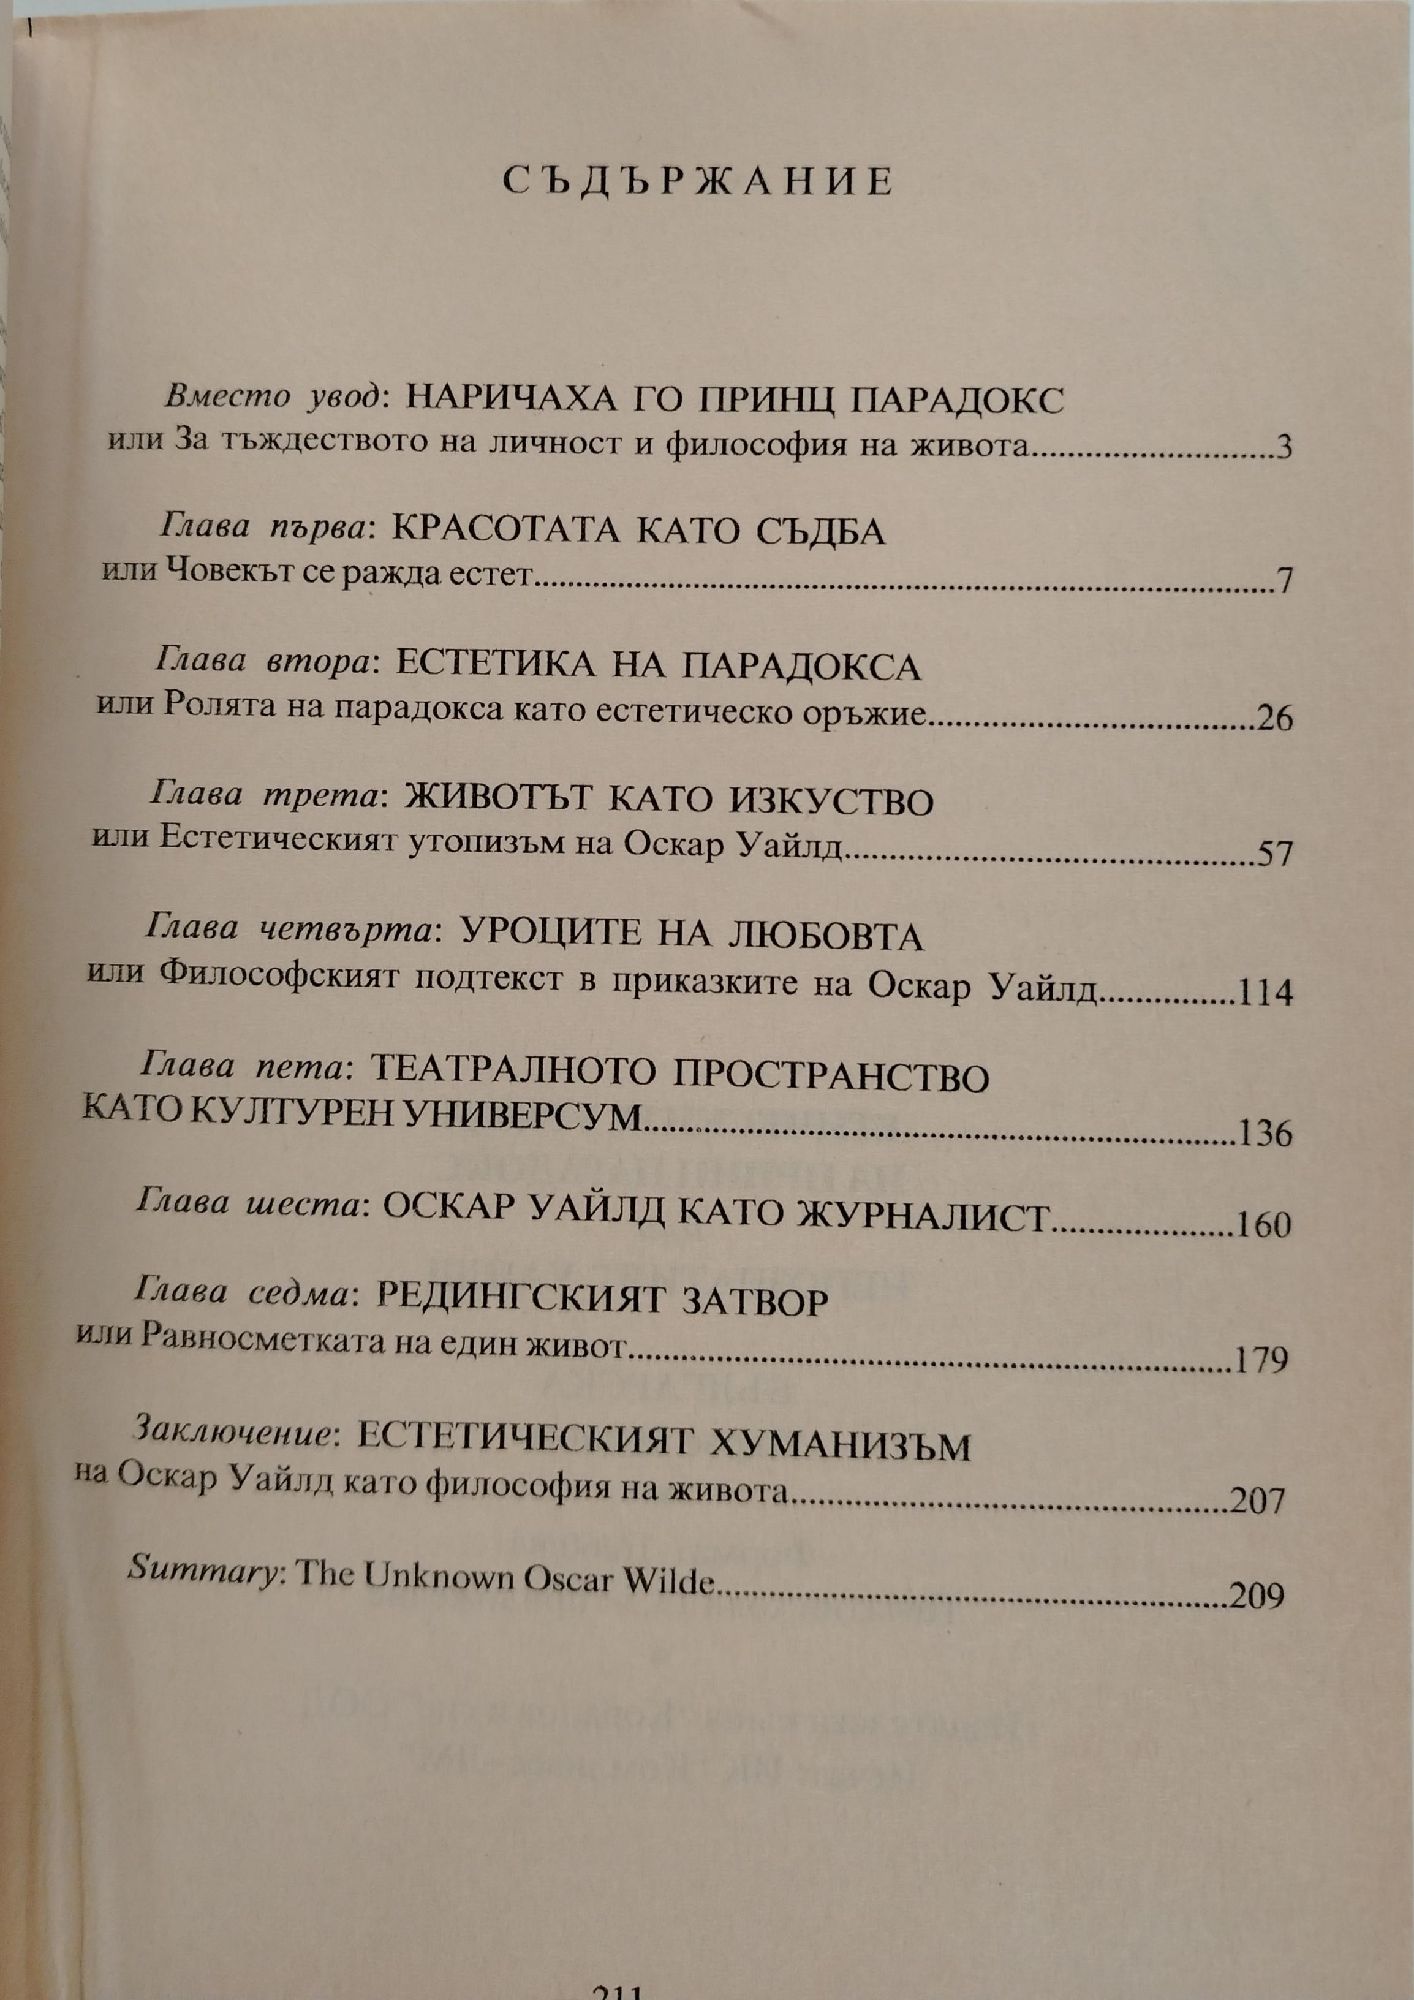 СЪДЪРЖАНИЕ
Вместо увод: НАРИЧАХА ГО ПРИНЦ ПАРАДОКС
или За тъждеството на личност и философия на живота..........................3
Глава първа: КРАСОТАТА КАТО СЪДБА
или Човекът се ражда естет................................................................................7
Глава втора: ЕСТЕТИКА НА ПАРАДОКСА
или Ролята на парадокса като естетическо оръжие...................................26
Глава трета: ЖИВОТЪТ КАТО ИЗКУСТВО
или Естетическият утопизъм на Оскар Уайлд............................................57
Глава четвърта: УРОЦИТЕ НА ЛЮБОВТА
или Философският подтекст в приказките на Оскар Уайлд...............114
Глава пета: ТЕАТРАЛНОТО ПРОСТРАНСТВО
КАТО КУЛТУРЕН УНИВЕРСУМ................................................................136
Глава шеста: ОСКАР УАЙЛД КАТО ЖУРНАЛИСТ....................160
Глава седма: РЕДИНГСКИЯТ ЗАТВОР
или Равносметката на един живот.................................................................179
Заключение: ЕСТЕТИЧЕСКИЯТ ХУМАНИЗЪМ
на Оскар Уайлд като философия на живота...............................................207
Summary: The Unknown Oscar Wilde.......................................................209
211